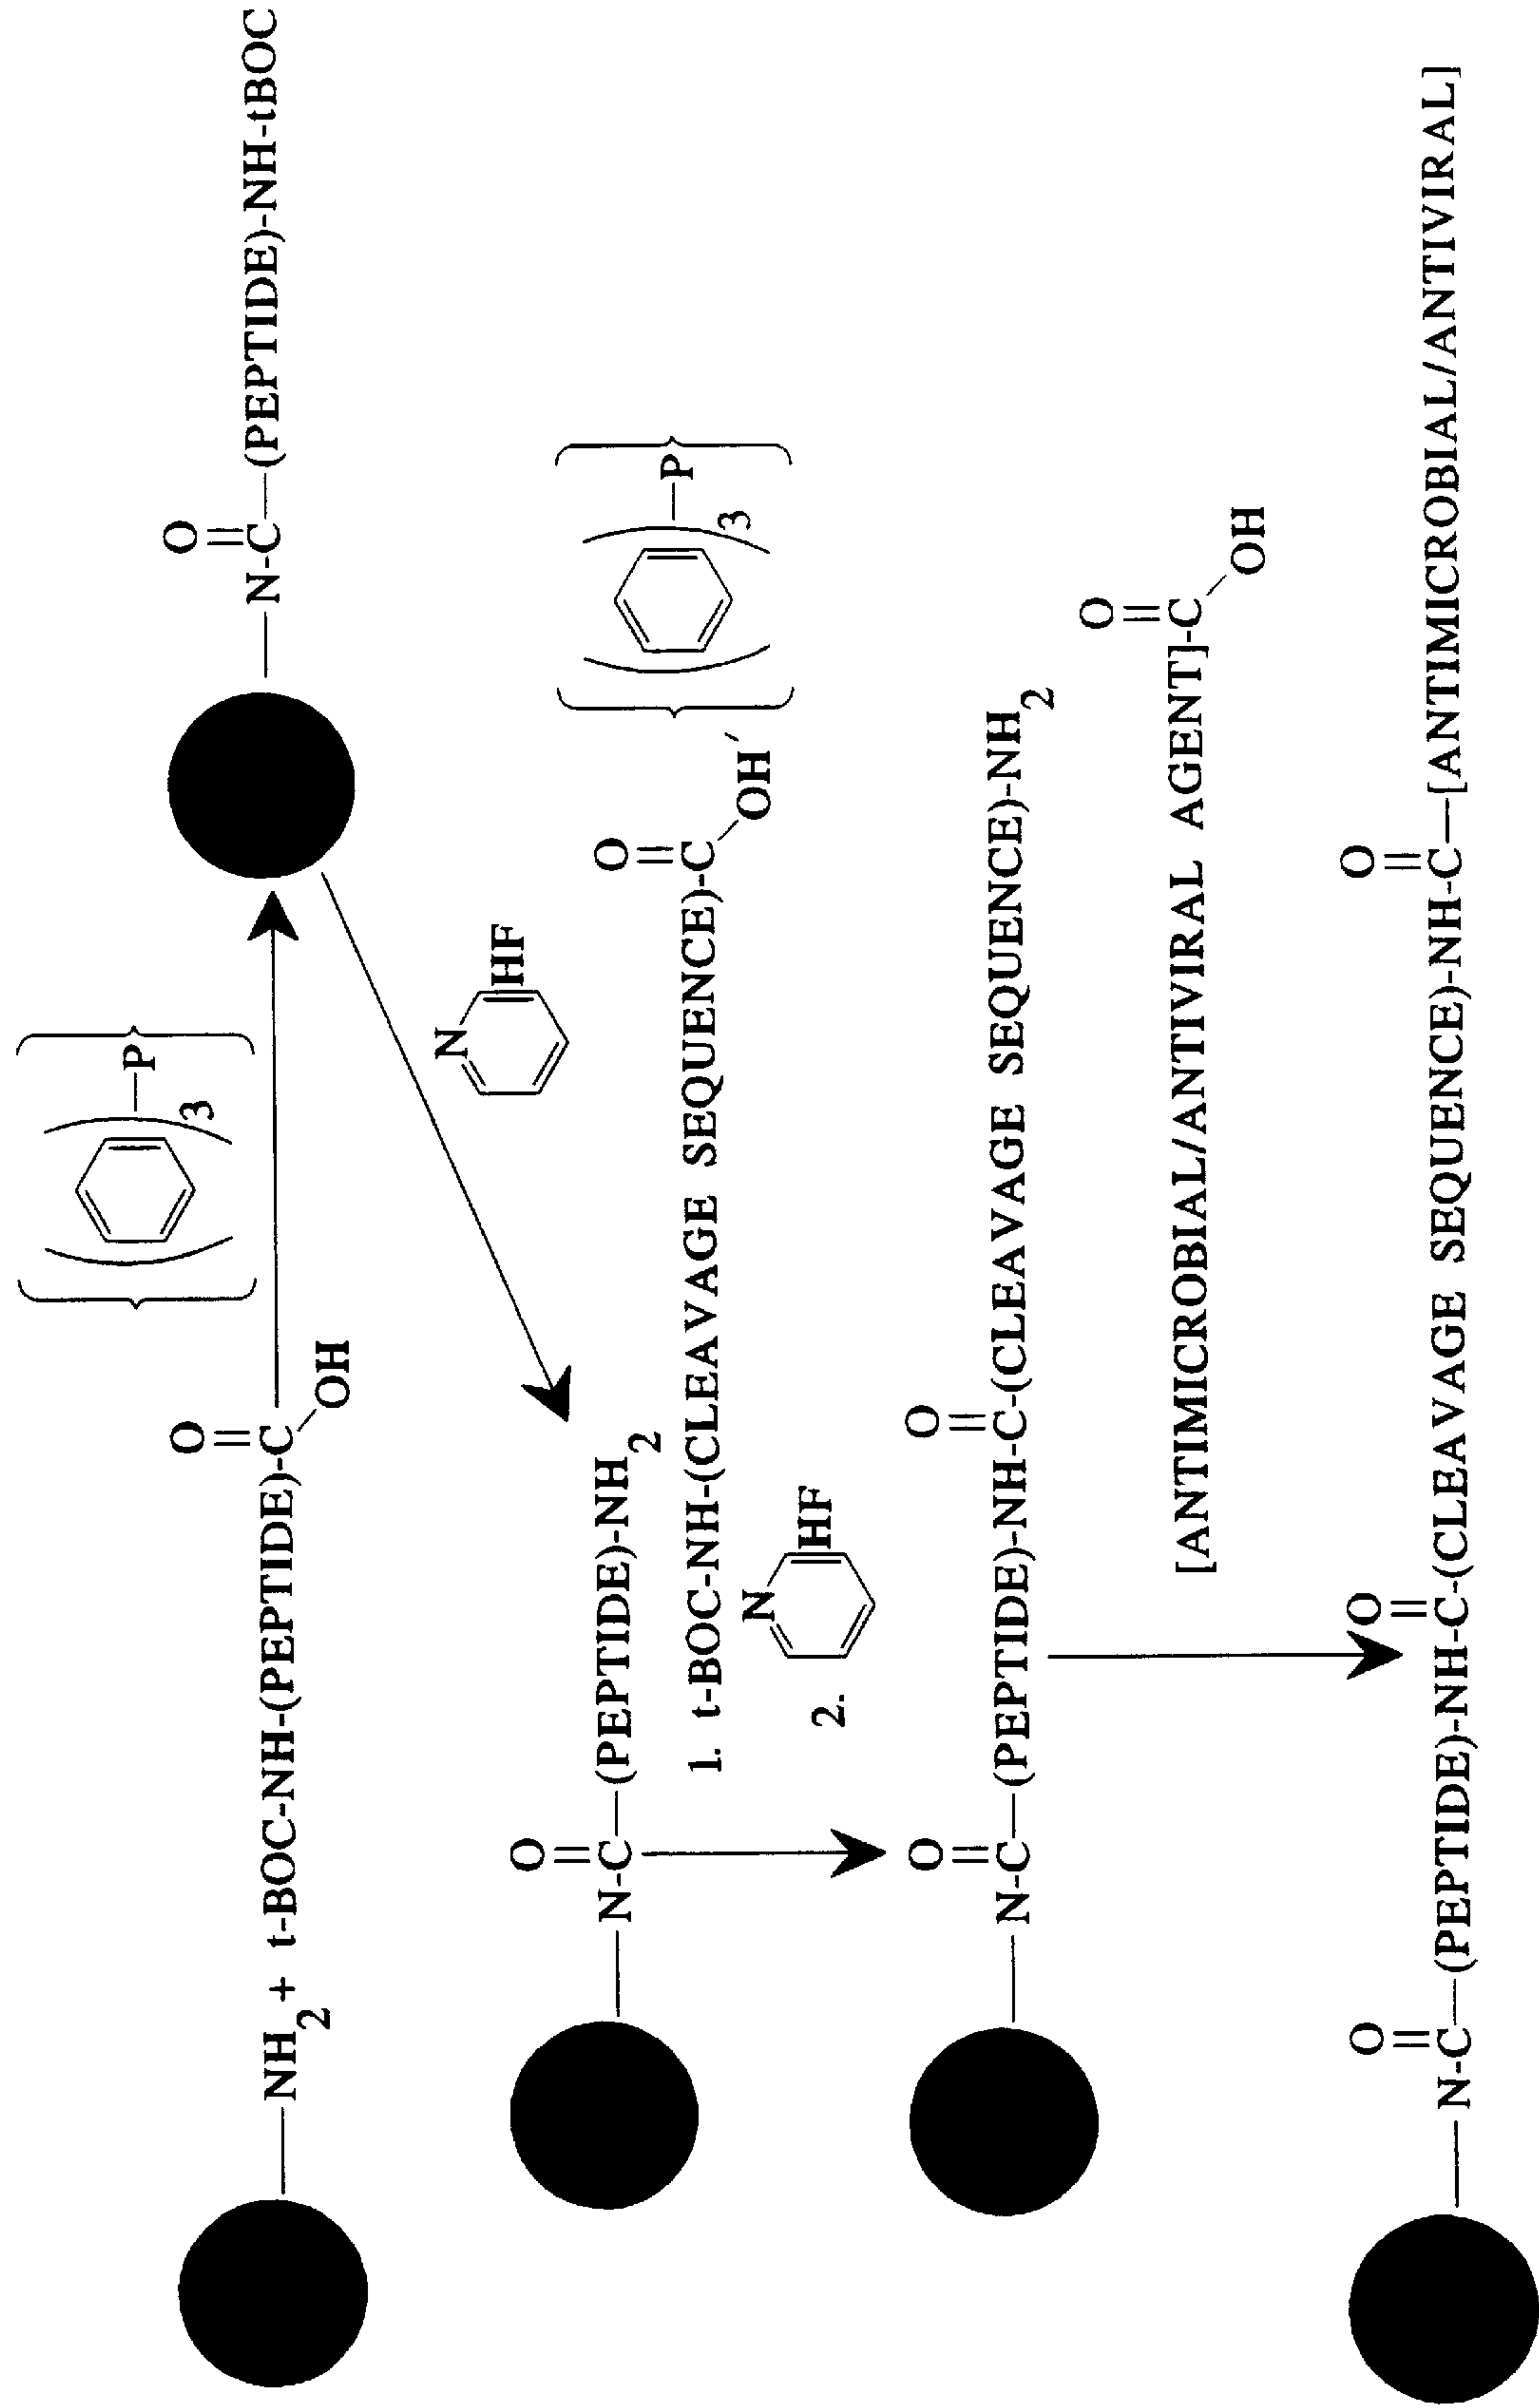 ( )3 –P
O
O
–NH2 + t-BOC-NH-(PEPTIDE)-C
OH
N-C–(PEPTIDE)-NH-tBOC
N
HF
O
N-C–(PEPTIDE)-NH2
( )3 –P
O
1. t-BOC-NH-(CLEAVAGE SEQUENCE)-C
OH'
N
2.
HF
O
O
N-C–(PEPTIDE)-NH-C-(CLEAVAGE SEQUENCE)-NH2
O
[ANTIMICROBIAL/ANTIVIRAL AGENT]-C
OH
O
O
O
N-C–(PEPTIDE)-NH-C-(CLEAVAGE SEQUENCE)-NH-C–[ANTIMICROBIAL/ANTIVIRAL]